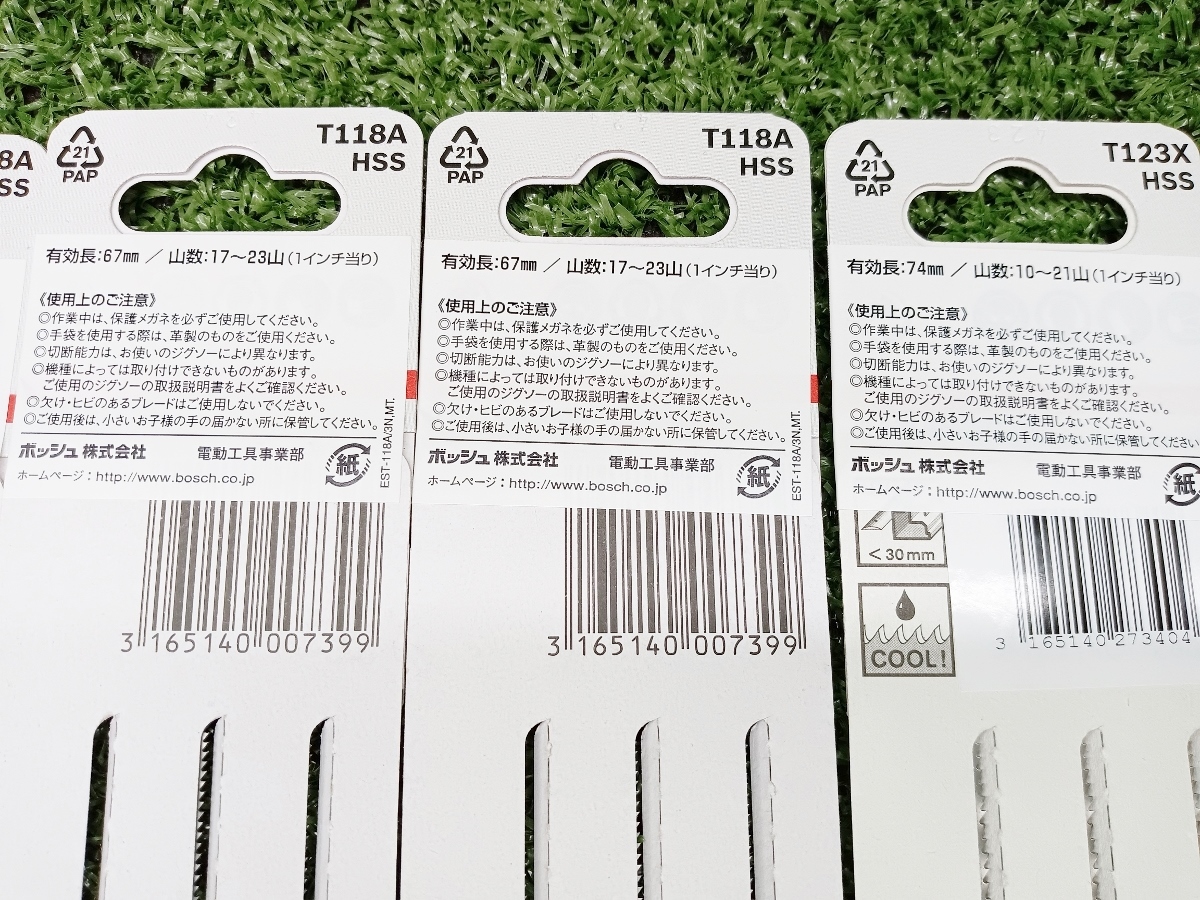 8A
SS
21
PAP
T118A
HSS
有効長:67㎜ ／ 山数:17〜23山(1インチ当り)
《使用上のご注意》
◎作業中は、保護メガネを必ずご使用してください。
◎手袋を使用する際は、革製のものをご使用ください。
◎切断能力は、お使いのジグソーにより異なります。
◎機種によっては取り付けできないものがあります。
ご使用のジグソーの取扱説明書をよくご確認ください。
◎欠け・ヒビのあるブレードはご使用しないでください。
◎ご使用後は、小さいお子様の手の届かない所に保管してください。
ボッシュ株式会社 電動工具事業部
ホームページ：http://www.bosch.co.jp
紙
EST-118A/3N.MT.
3 165140 007399
21
PAP
T118A
HSS
有効長:67㎜ ／ 山数:17〜23山(1インチ当り)
《使用上のご注意》
◎作業中は、保護メガネを必ずご使用してください。
◎手袋を使用する際は、革製のものをご使用ください。
◎切断能力は、お使いのジグソーにより異なります。
◎機種によっては取り付けできないものがあります。
ご使用のジグソーの取扱説明書をよくご確認ください。
◎欠け・ヒビのあるブレードはご使用しないでください。
◎ご使用後は、小さいお子様の手の届かない所に保管してください。
ボッシュ株式会社 電動工具事業部
ホームページ：http://www.bosch.co.jp
紙
EST-118A/3N.MT.
3 165140 007399
21
PAP
T123X
HSS
有効長:74㎜ ／ 山数:10〜21山(1インチ当り)
《使用上のご注意》
◎作業中は、保護メガネを必ずご使用してください。
◎手袋を使用する際は、革製のものをご使用ください。
◎切断能力は、お使いのジグソーにより異なります。
◎機種によっては取り付けできないものがあります。
ご使用のジグソーの取扱説明書をよくご確認ください。
◎欠け・ヒビのあるブレードはご使用しないでください。
◎ご使用後は、小さいお子様の手の届かない所に保管してくださ
ボッシュ株式会社 電動工具事業部
ホームページ：http://www.bosch.co.jp
紙
<30mm
COOL!
3 165140 273404